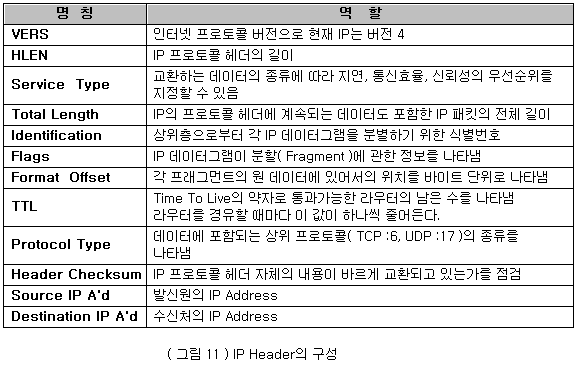 명 칭 역 할
VERS 인터넷 프로토콜 버전으로 현재 IP는 버전 4
HLEN IP 프로토콜 헤더의 길이
Service Type 교환하는 데이터의 종류에 따라 지연, 통신효율, 신뢰성의 우선순위를
지정할 수 있음
Total Length IP의 프로토콜 헤더에 계속되는 데이터도 포함한 IP 패킷의 전체 길이
Identification 상위층으로부터 각 IP 데이터그램을 분별하기 위한 식별번호
Flags IP 데이터그램이 분할( Fragment )에 관한 정보를 나타냄
Format Offset 각 프래그먼트의 원 데이터에 있어서의 위치를 바이트 단위로 나타냄
TTL Time To Live의 약자로 통과가능한 라우터의 남은 수를 나타냄
라우터를 경유할 때마다 이 값이 하나씩 줄어든다.
Protocol Type 데이터에 포함되는 상위 프로토콜( TCP :6, UDP :17 )의 종류를
나타냄
Header Checksum IP 프로토콜 헤더 자체의 내용이 바르게 교환되고 있는가를 점검
Source IP A'd 발신원의 IP Address
Destination IP A'd 수신처의 IP Address
( 그림 11 ) IP Header의 구성